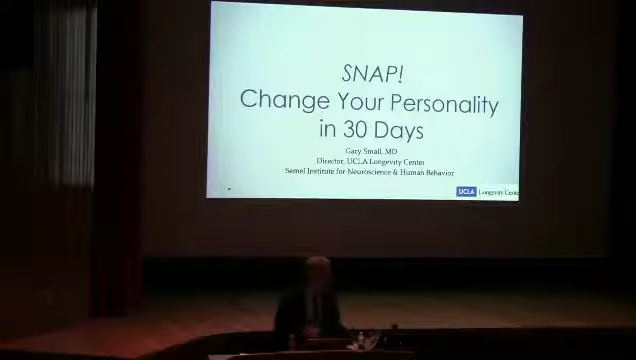 SNAP!
Change Your Personality
in 30 Days
Gary Small, MD
Director, UCLA Longevity Center
Semel Institute for Neuroscience & Human Behavior
UCLA Longevity Cente